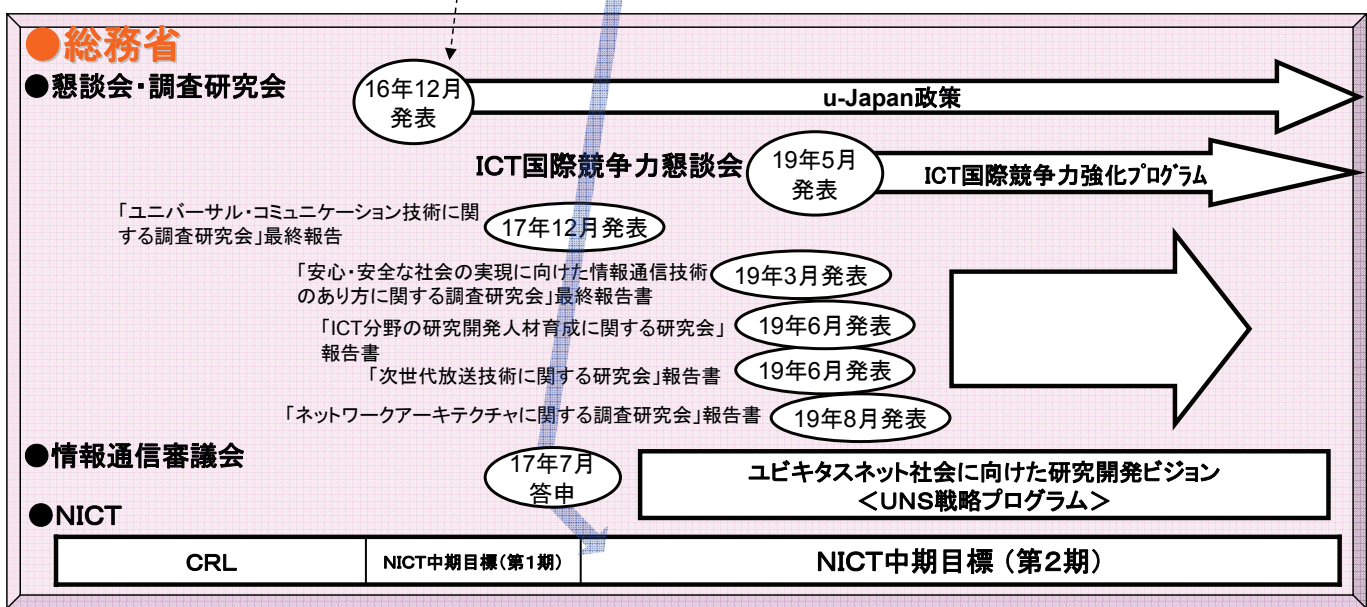 ●総務省
●懇談会・調査研究会
16年12月
発表
u-Japan政策
ICT国際競争力懇談会
19年5月
発表
ICT国際競争力強化プログラム
「ユニバーサル・コミュニケーション技術に関
する調査研究会」最終報告
17年12月発表
「安心・安全な社会の実現に向けた情報通信技術
のあり方に関する調査研究会」最終報告書
19年3月発表
「ICT分野の研究開発人材育成に関する研究会」
報告書
19年6月発表
「次世代放送技術に関する研究会」報告書
19年6月発表
「ネットワークアーキテクチャに関する調査研究会」報告書
19年8月発表
●情報通信審議会
17年7月
答申
ユビキタスネット社会に向けた研究開発ビジョン
＜UNS戦略プログラム＞
●NICT
CRL
NICT中期目標（第１期）
NICT中期目標（第２期）